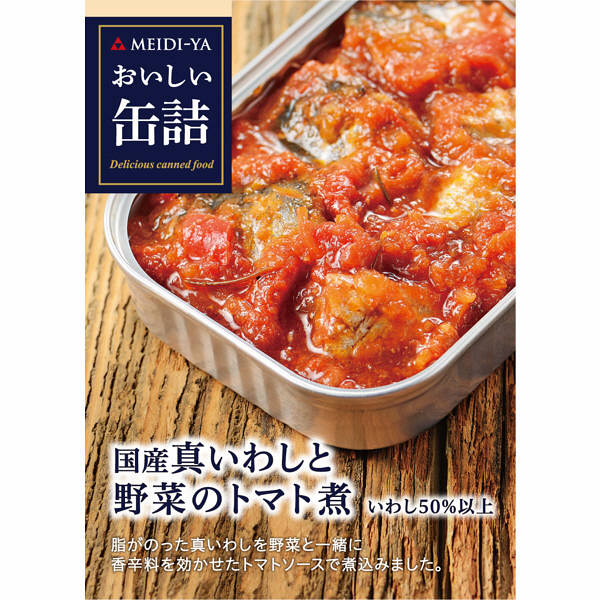 MEIDI-YA
おいしい
缶詰
Delicious canned food
国産真いわしと
野菜のトマト煮 いわし50%以上
脂がのった真いわしを野菜と一緒に
香辛料を効かせたトマトソースで煮込みました。